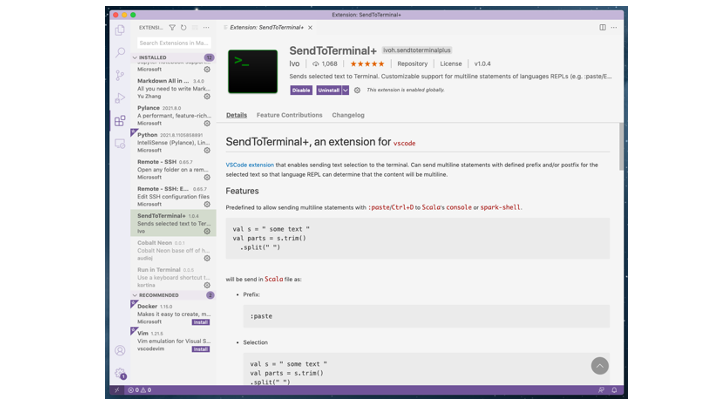 Extension: SendToTerminal+
EXTENSI...
Extension: SendToTerminal+
Search Extensions in Ma...
INSTALLED
Microsoft
Markdown All in ... 3.4.0
All you need to write Mark...
Yu Zhang
Pylance 2021.8.0
A performant, feature-rich...
Microsoft
Python 2021.6.1105858891
IntelliSense (Pylance), Lin...
Microsoft
Remote - SSH 0.65.7
Open any folder on a rem...
Microsoft
Remote - SSH: E... 0.65.7
Edit SSH configuration files
Microsoft
SendToTerminal+ 1.0.4
Sends selected text to Ter...
ivo
Cobalt Neon 0.0.1
Cobalt Neon base off of h...
Run in Terminal 0.0.6
Use a keyboard shortcut t...
kortina
RECOMMENDED 2
Docker 1.15.0
Makes it easy to create, m...
Microsoft Install
Vim 1.21.5
Vim emulation for Visual S...
vscodevim Install
SendToTerminal+ ivoh.sendtoterminalplus
Ivo 1,068 ★★★★★ Repository License v1.0.4
Sends selected text to Terminal. Customizable support for multiline statements of languages REPLs (e.g. :paste/E...
Disable Uninstall This extension is enabled globally.
Details Feature Contributions Changelog
SendToTerminal+, an extension for vscode
VSCode extension that enables sending text selection to the terminal. Can send multiline statements with defined prefix and/or postfix for the
selected text so that language REPL can determine that the content will be multiline.
Features
Predefined to allow sending multiline statements with :paste/Ctrl+D to Scala's console or spark-shell.
val s = " some text "
val parts = s.trim()
.split(" ")
will be send in Scala file as:
• Prefix:
:paste
• Selection
val s = " some text "
val parts = s.trim()
.split(" ")
0 0